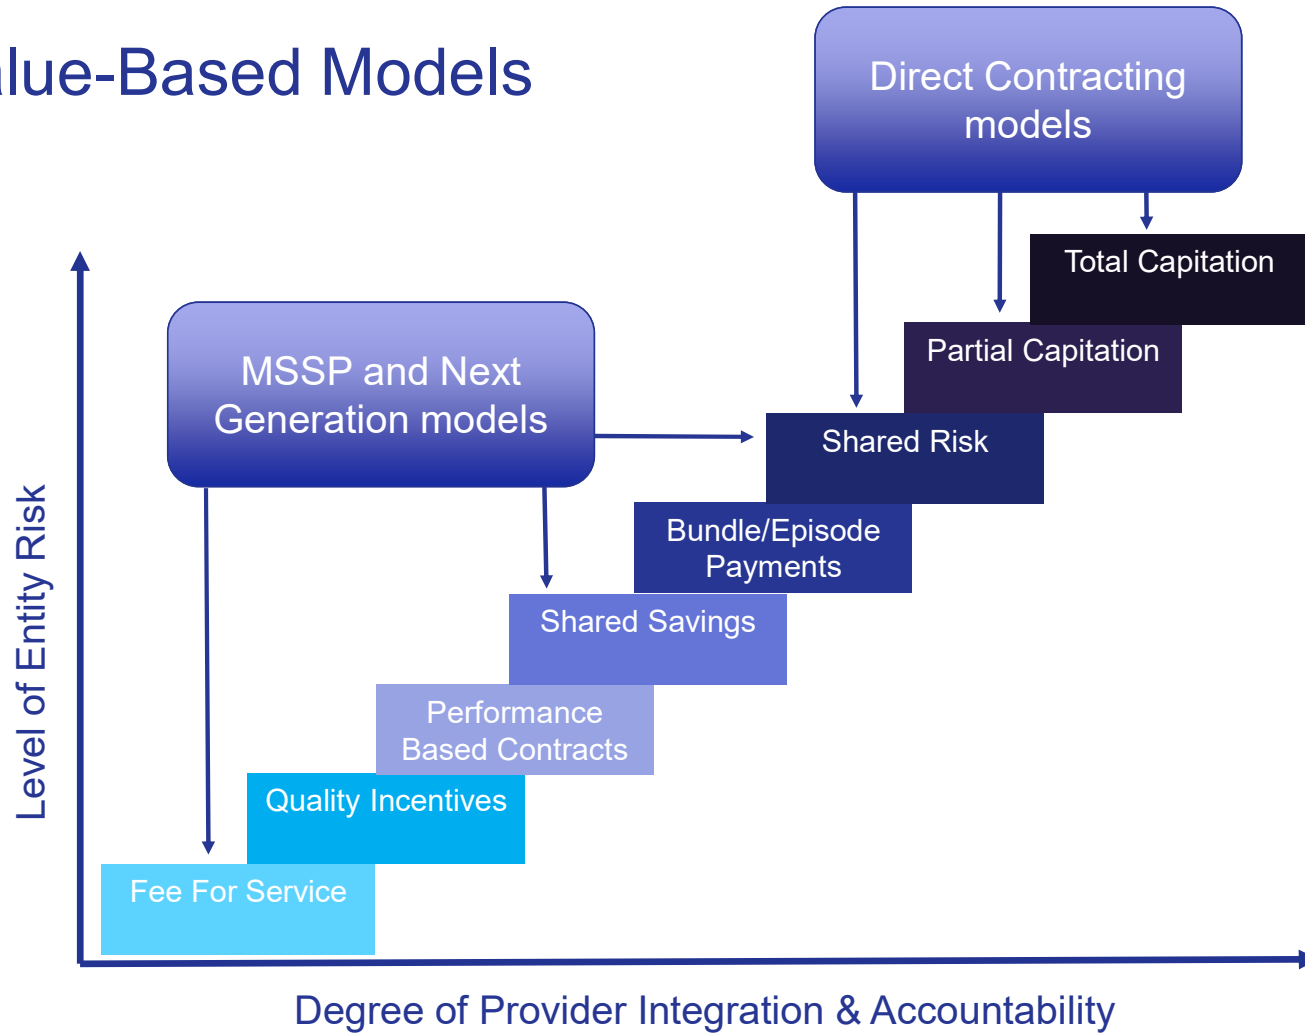 alue-Based Models
Direct Contracting
models
Total Capitation
MSSP and Next
Generation models
Partial Capitation
Shared Risk
Bundle/Episode
Payments
Shared Savings
Performance
Based Contracts
Quality Incentives
Fee For Service
Level of Entity Risk
Degree of Provider Integration & Accountability